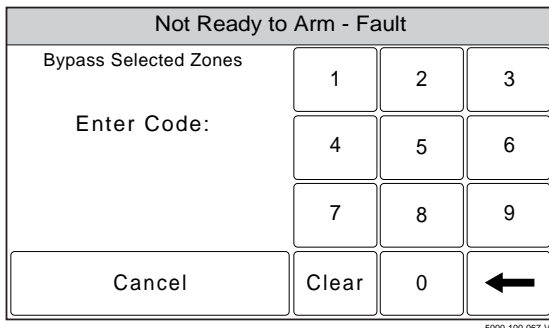 Not Ready to Arm - Fault
Bypass Selected Zones
Enter Code:
1 2 3
4 5 6
7 8 9
Cancel Clear 0